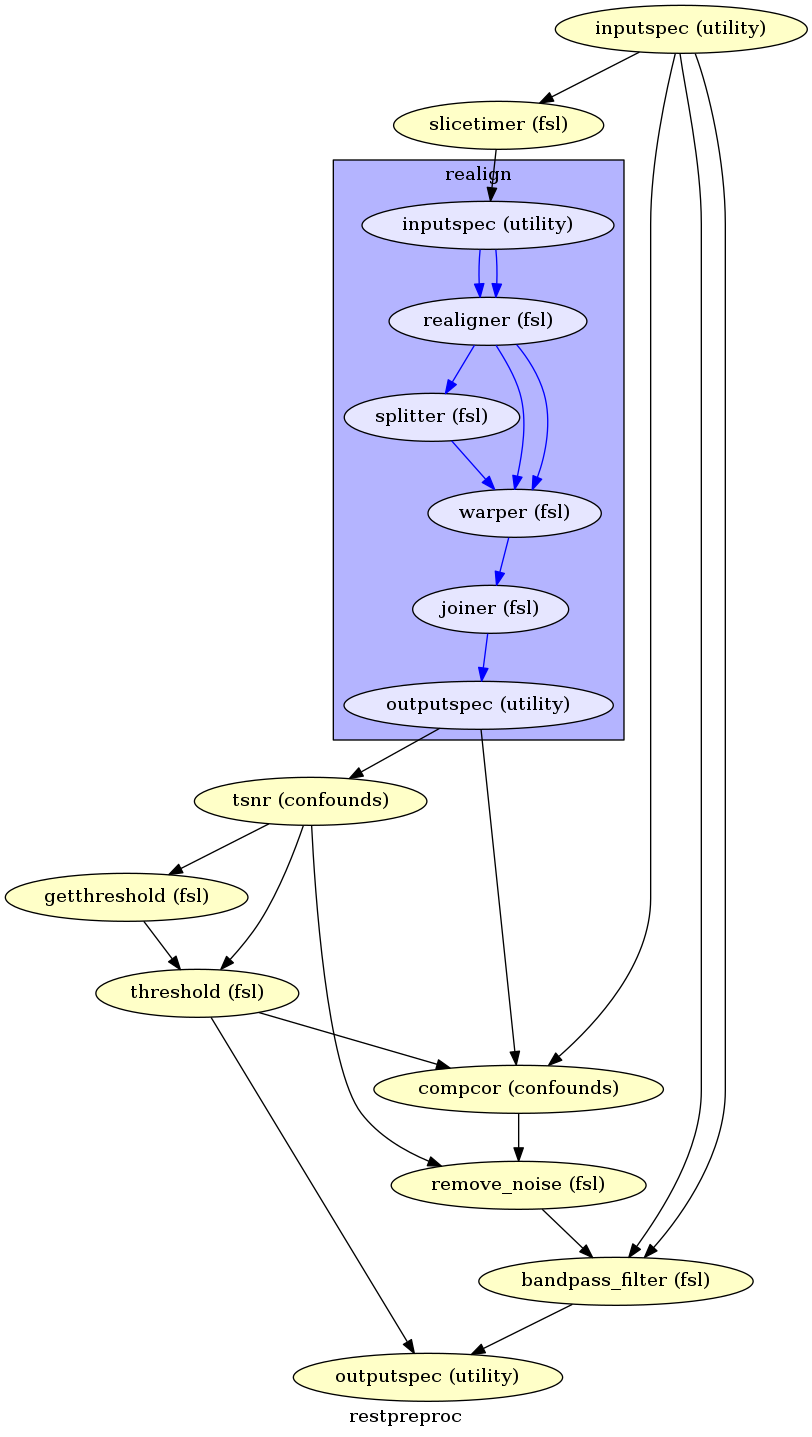 inputspec (utility)
slicetimer (fsl)
realign
inputspec (utility)
realigner (fsl)
splitter (fsl)
warper (fsl)
joiner (fsl)
outputspec (utility)
tsnr (confounds)
getthreshold (fsl)
threshold (fsl)
compcor (confounds)
remove_noise (fsl)
bandpass_filter (fsl)
outputspec (utility)
restpreproc